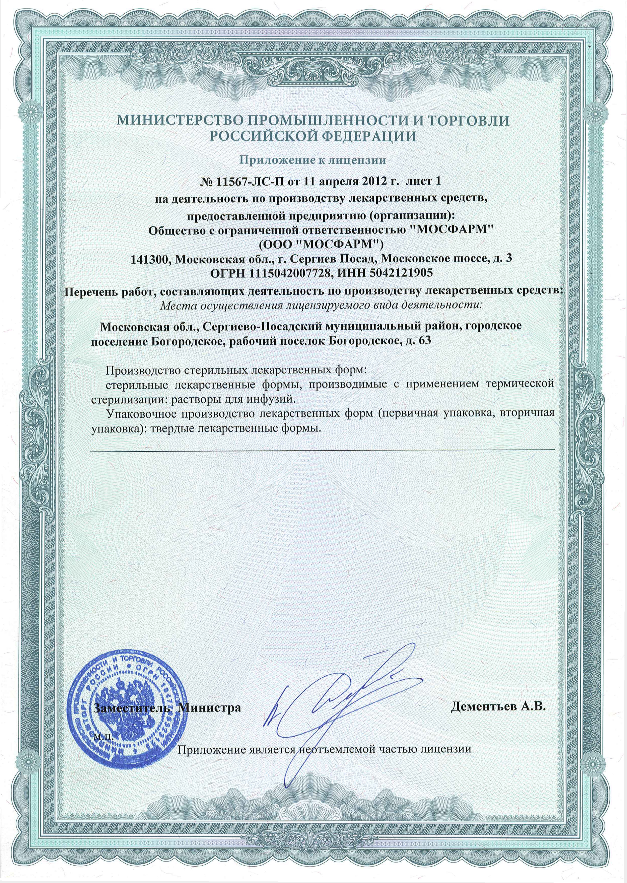 МИНИСТЕРСТВО ПРОМЫШЛЕННОСТИ И ТОРГОВЛИ
РОССИЙСКОЙ ФЕДЕРАЦИИ
Приложение к лицензии
№ 11567-ЛС-П от 11 апреля 2012 г. лист 1
на деятельность по производству лекарственных средств,
предоставленной предприятию (организации):
Общество с ограниченной ответственностью "МОСФАРМ"
(ООО "МОСФАРМ")
141300, Московская обл., г. Сергиев Посад, Московское шоссе, д. 3
ОГРН 1115042007728, ИНН 5042121905
Перечень работ, составляющих деятельность по производству лекарственных средств:
Места осуществления лицензируемого вида деятельности:
Московская обл., Сергиево-Посадский муниципальный район, городское
поселение Богородское, рабочий поселок Богородское, д. 63
Производство стерильных лекарственных форм:
стерильные лекарственные формы, производимые с применением термической
стерилизации: растворы для инфузий.
Упаковочное производство лекарственных форм (первичная упаковка, вторичная
упаковка): твердые лекарственные формы.
Заместитель Министра
Дементьев А.В.
М.П.
Приложение является неотъемлемой частью лицензии